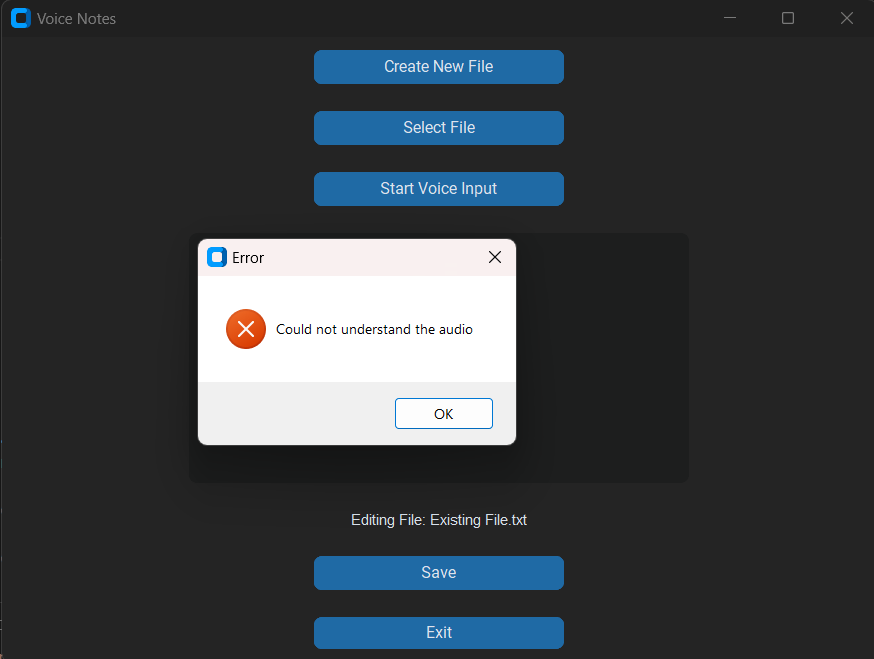 Voice Notes
Create New File
Select File
Start Voice Input
Error
Could not understand the audio
OK
Editing File: Existing File.txt
Save
Exit